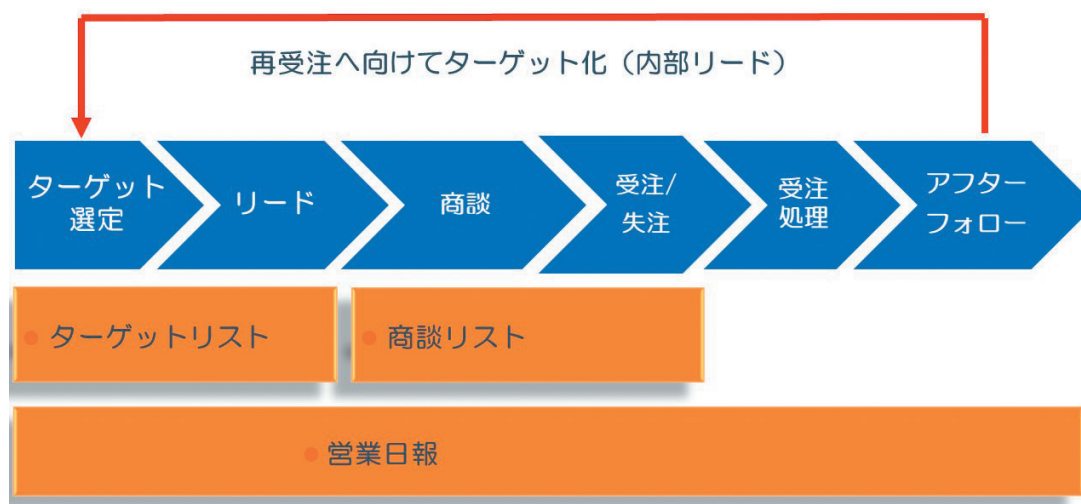 再受注へ向けてターゲット化（内部リード）
ターゲット
選定
リード
商談
受注/
失注
受注
処理
アフター
フォロー
● ターゲットリスト
● 商談リスト
● 営業日報